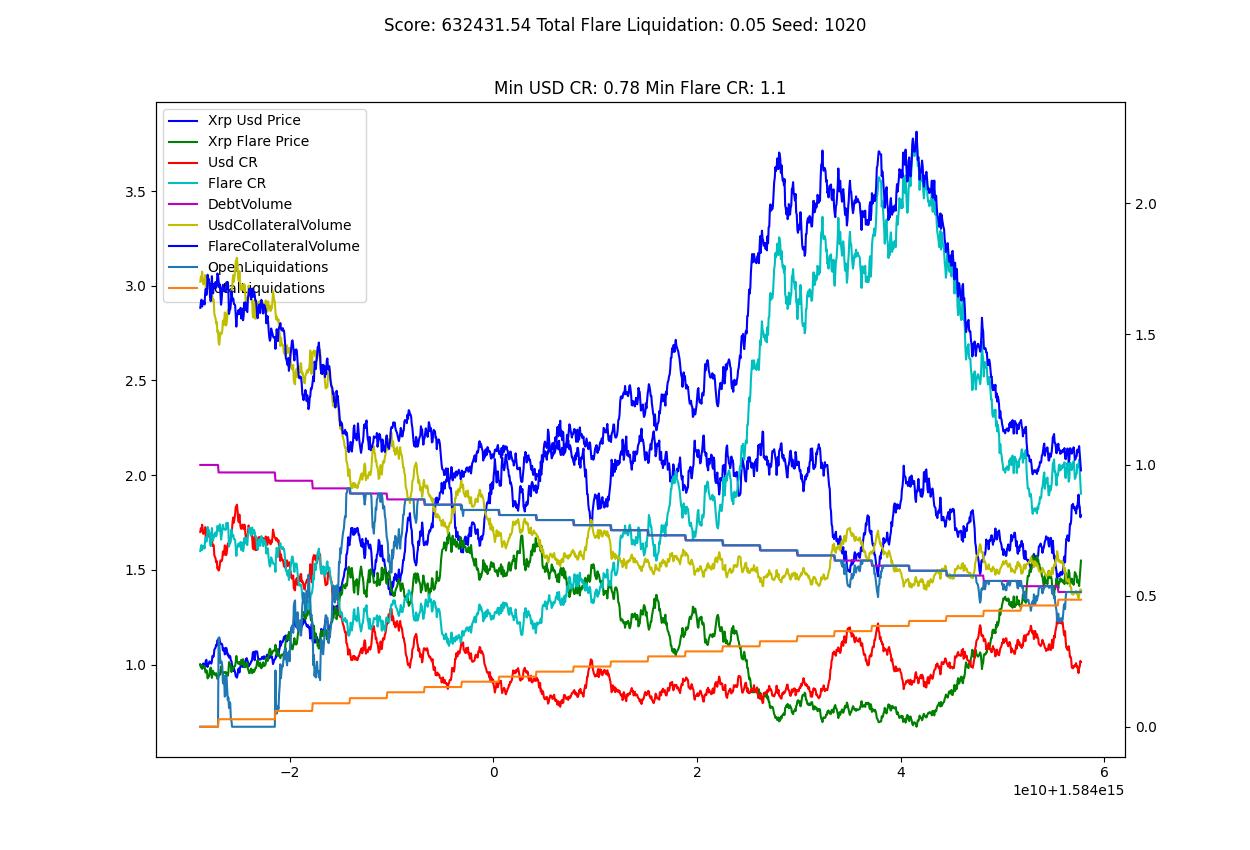 Score: 632431.54 Total Flare Liquidation: 0.05 Seed: 1020
Min USD CR: 0.78 Min Flare CR: 1.1
Xrp Usd Price
Xrp Flare Price
Usd CR
Flare CR
DebtVolume
UsdCollateralVolume
FlareCollateralVolume
OpenLiquidations
TotalLiquidations
3.5
3.0
2.5
2.0
1.5
1.0
2.0
1.5
1.0
0.5
0.0
−2
0
2
4
6
1e10+1.584e15